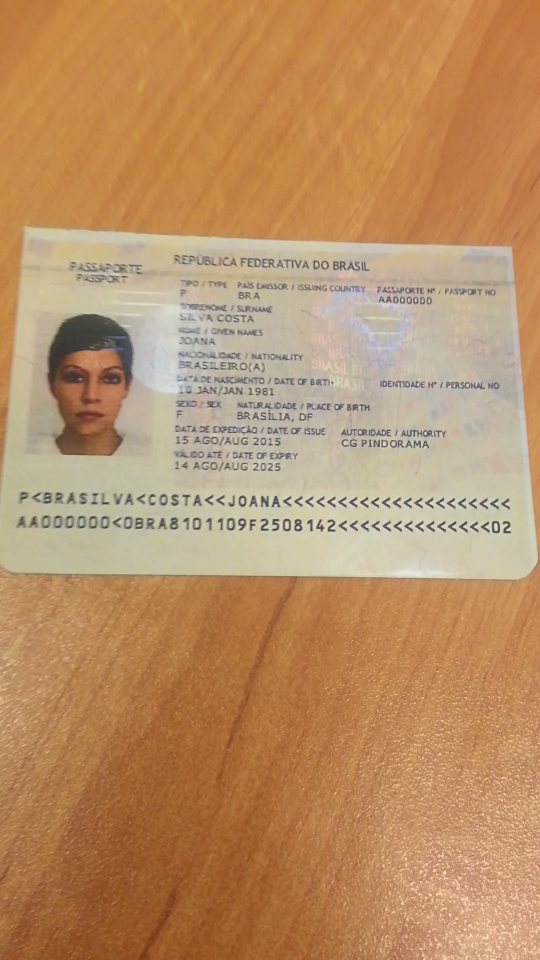 PASSAPORTE
PASSPORT
REPÚBLICA FEDERATIVA DO BRASIL
TIPO / TYPE PAÍS EMISSOR / ISSUING COUNTRY PASSAPORTE Nº / PASSPORT NO
P BRA AA000000
SOBRENOME / SURNAME
SILVA COSTA
NOME / GIVEN NAMES
JOANA
NACIONALIDADE / NATIONALITY
BRASILEIRO(A)
DATA DE NASCIMENTO / DATE OF BIRTH IDENTIDADE Nº / PERSONAL NO
10 JAN/JAN 1981
SEXO / SEX NATURALIDADE / PLACE OF BIRTH
F BRASÍLIA, DF
DATA DE EXPEDIÇÃO / DATE OF ISSUE AUTORIDADE / AUTHORITY
15 AGO/AUG 2015 CG PINDORAMA
VÁLIDO ATÉ / DATE OF EXPIRY
14 AGO/AUG 2025
P<BRASILVA<COSTA<<JOANA<<<<<<<<<<<<<<<<<<<<<
AA000000<0BRA8101109F2508142<<<<<<<<<<<<<<02